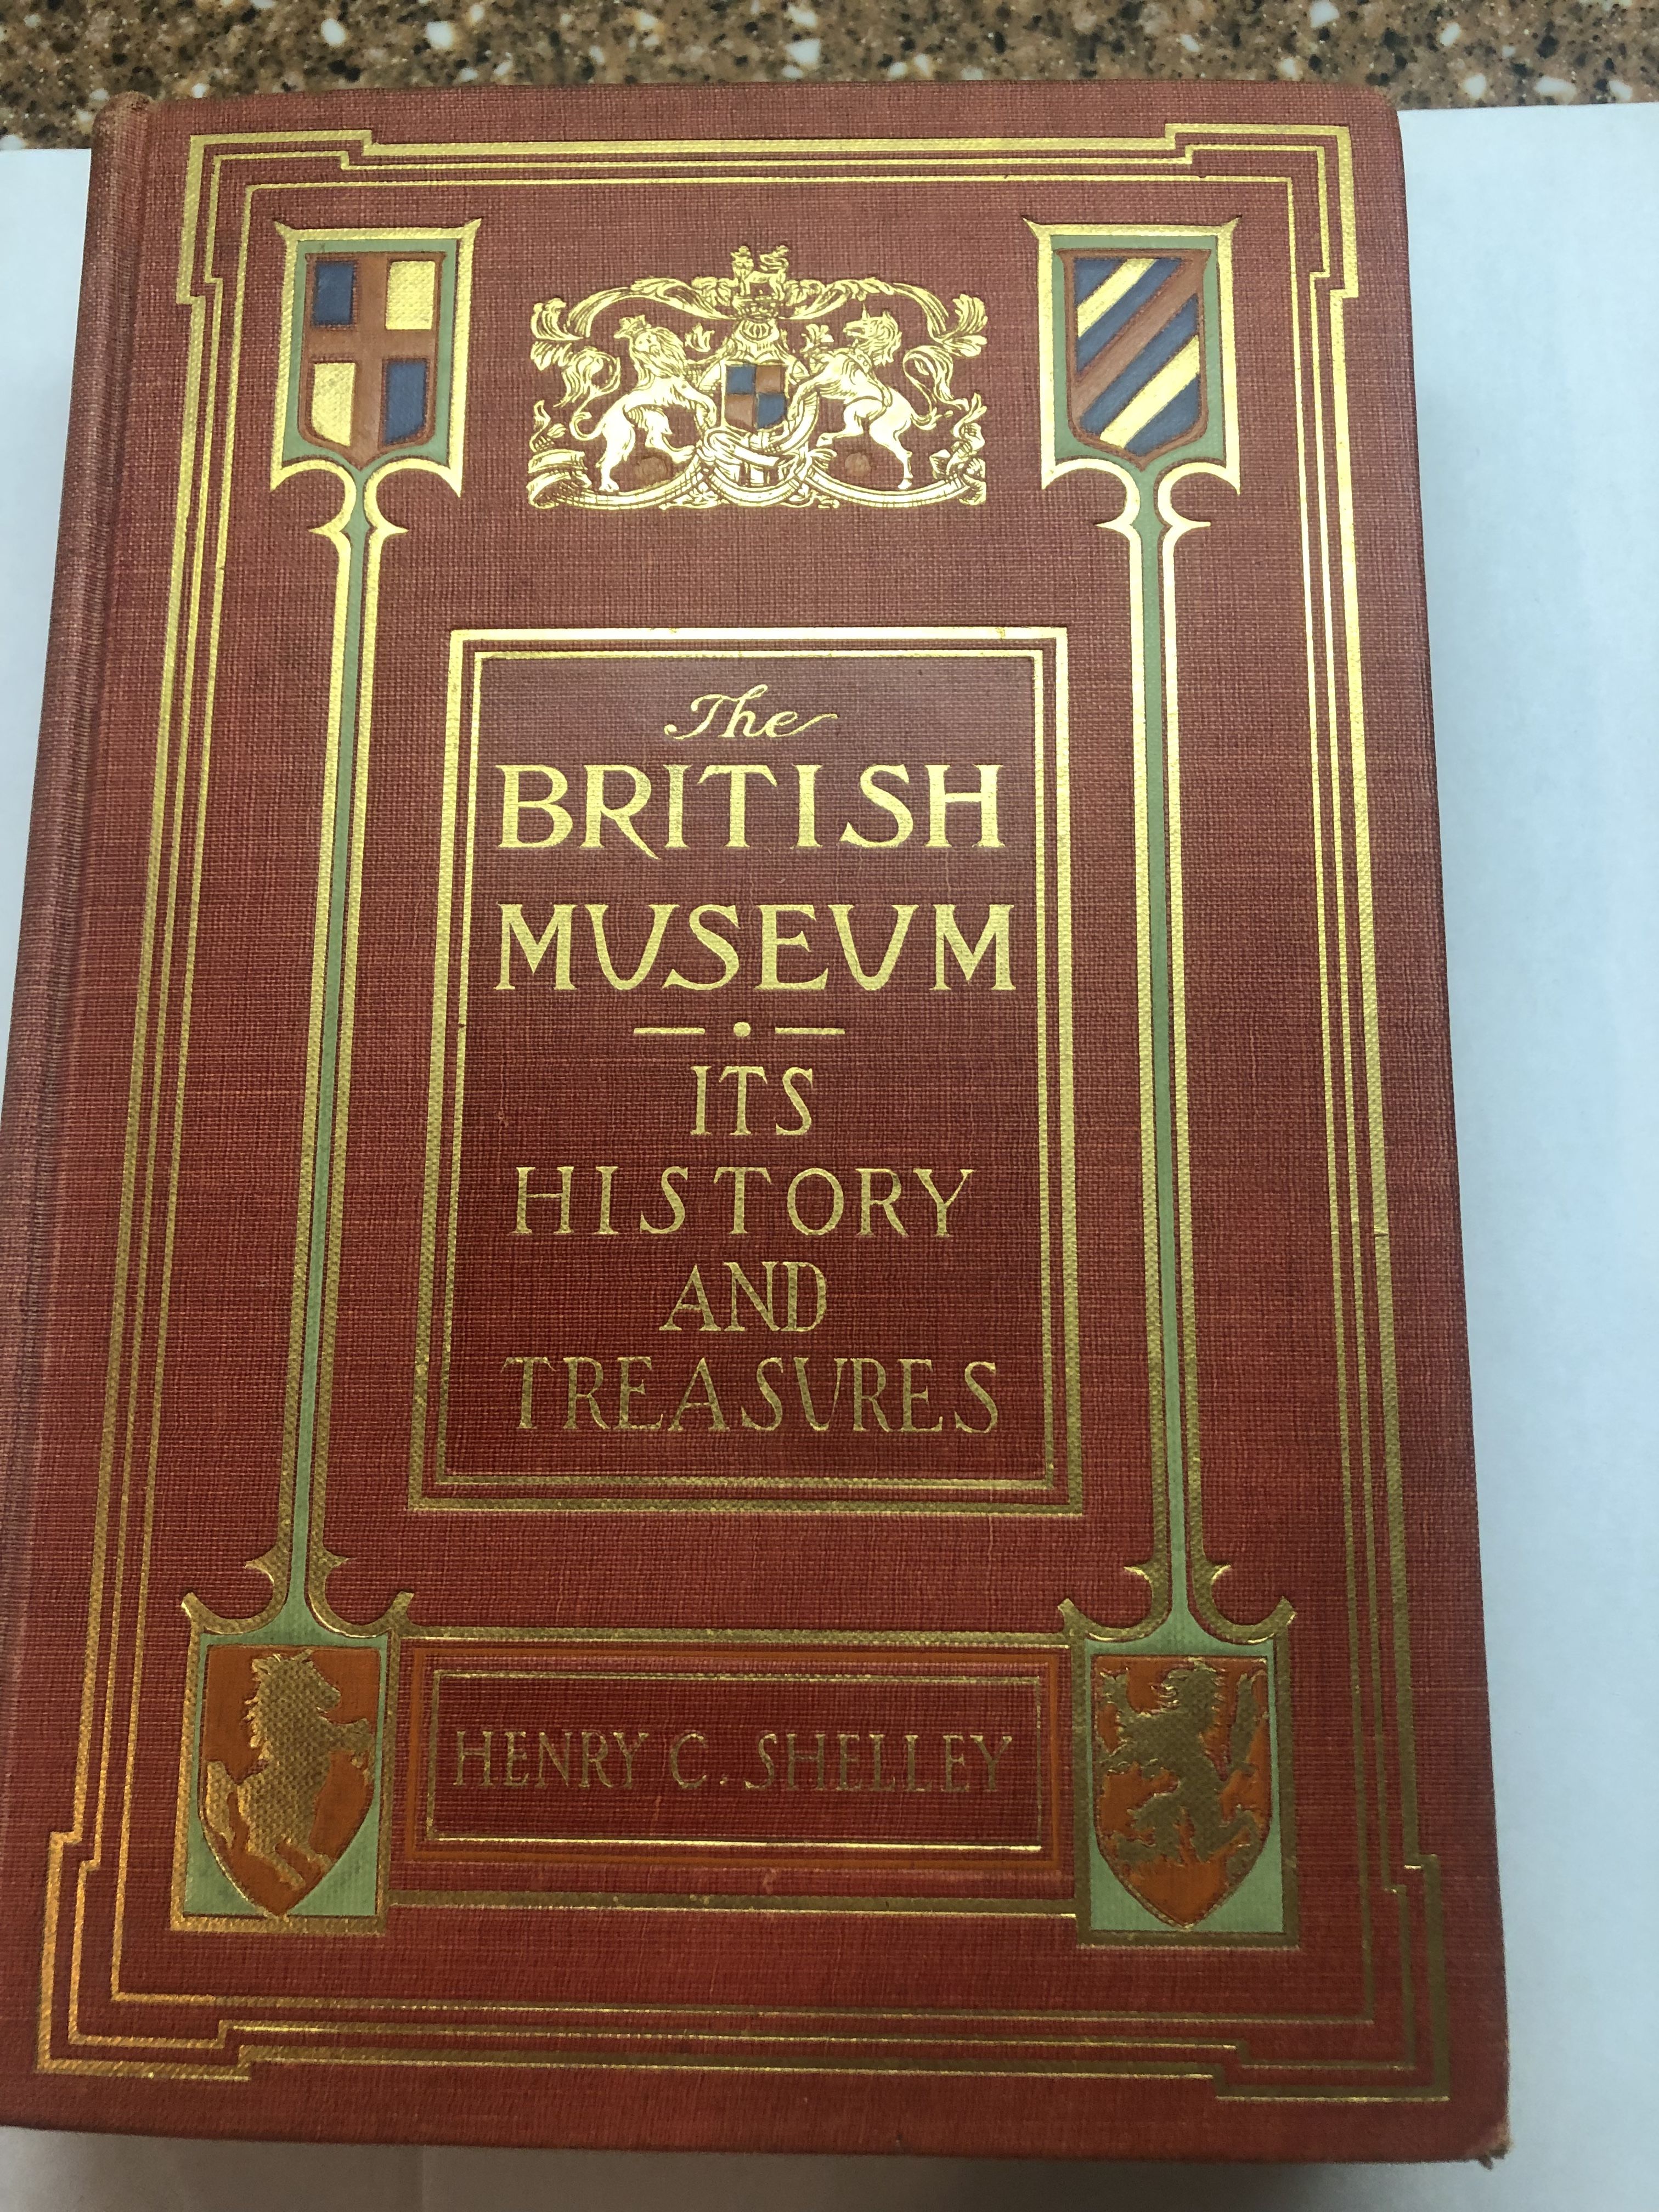 The
BRITISH
MUSEUM
ITS
HISTORY
AND
TREASURES
HENRY C. SHELLEY